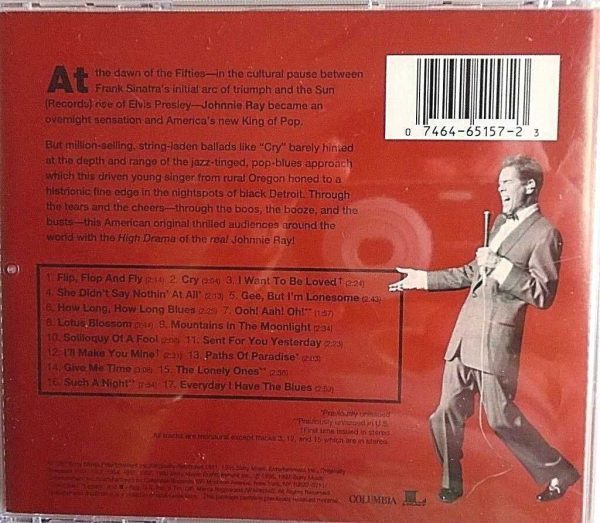 At the dawn of the Fifties—in the cultural pause between
Frank Sinatra's initial arc of triumph and the Sun
(Records) rise of Elvis Presley—Johnnie Ray became an
overnight sensation and America's new King of Pop.
But million-selling, string-laden ballads like "Cry" barely hinted
at the depth and range of the jazz-tinged, pop-blues approach
which this driven young singer from rural Oregon honed to a
histrionic fine edge in the nightspots of black Detroit. Through
the tears and the cheers—through the boos, the booze, and the
busts—this American original thrilled audiences around the
world with the High Drama of the real Johnnie Ray!
0 7464-65157-2 3
1. Flip, Flop And Fly (2:14) 2. Cry (3:04) 3. I Want To Be Loved† (2:24)
4. She Didn't Say Nothin' At All* (2:13) 5. Gee, But I'm Lonesome (2:43)
6. How Long, How Long Blues (2:25) 7. Ooh! Aah! Oh!** (1:57)
8. Lotus Blossom 9. Mountains In The Moonlight (2:34)
10. Soliloquy Of A Fool 11. Sent For You Yesterday (2:23)
12. I'll Make You Mine† 13. Paths Of Paradise* (2:03)
14. Give Me Time (3:06) 15. The Lonely Ones**
16. Such A Night** (2:34) 17. Everyday I Have The Blues
*Previously unissued
**Previously unissued in U.S.
†First time issued in stereo
All tracks are monaural except tracks 3, 12, and 15 which are in stereo.
COLUMBIA